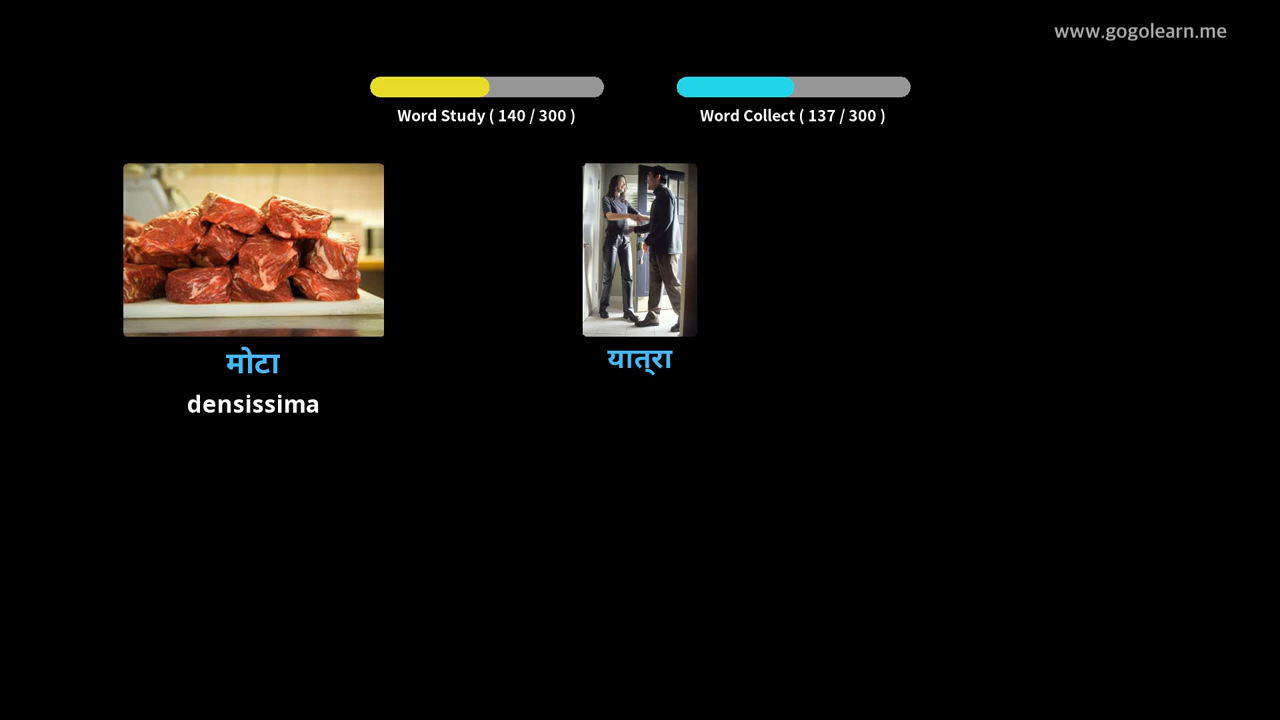 www.gogolearn.me
Word Study ( 140 / 300 )
Word Collect ( 137 / 300 )
मोटा
यात्रा
densissima